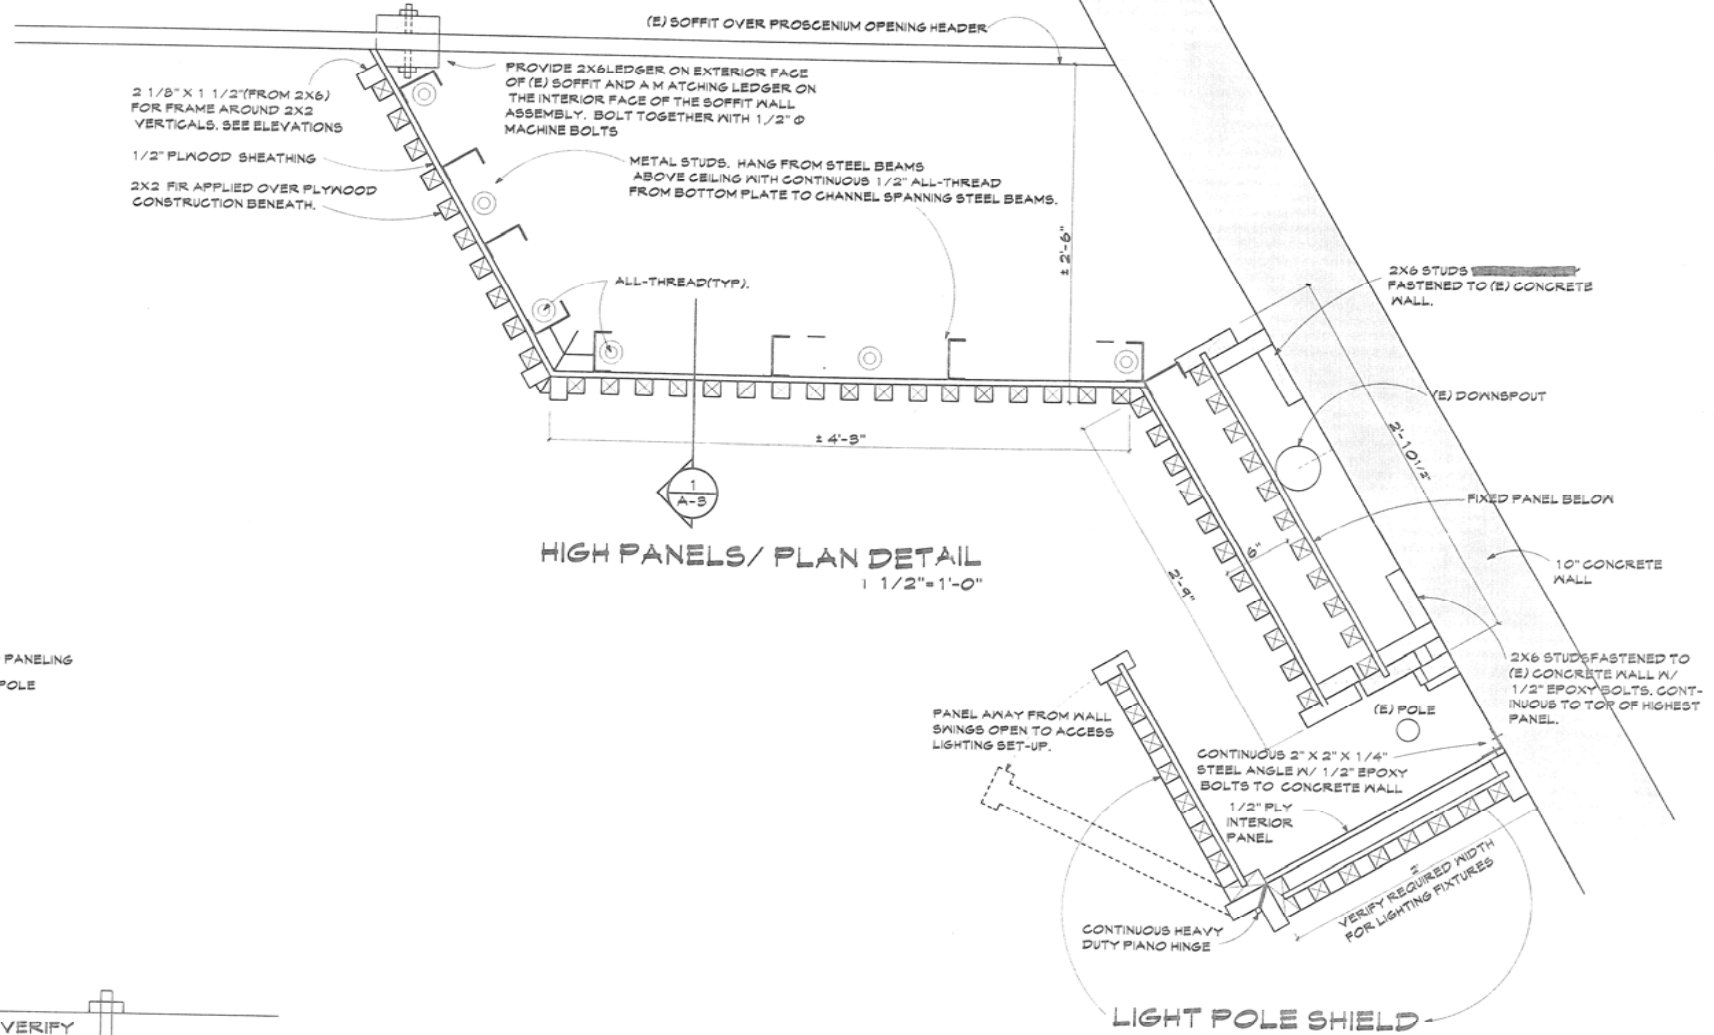 (E) SOFFIT OVER PROSCENIUM OPENING HEADER
PROVIDE 2X6LEDGER ON EXTERIOR FACE
OF (E) SOFFIT AND A M ATCHING LEDGER ON
THE INTERIOR FACE OF THE SOFFIT WALL
ASSEMBLY. BOLT TOGETHER WITH 1/2" Φ
MACHINE BOLTS
2 1/8" X 1 1/2"(FROM 2X6)
FOR FRAME AROUND 2X2
VERTICALS. SEE ELEVATIONS
1/2" PLWOOD SHEATHING
2X2 FIR APPLIED OVER PLYWOOD
CONSTRUCTION BENEATH.
METAL STUDS. HANG FROM STEEL BEAMS
ABOVE CEILING WITH CONTINUOUS 1/2" ALL-THREAD
FROM BOTTOM PLATE TO CHANNEL SPANNING STEEL BEAMS.
± 2'-6"
ALL-THREAD(TYP).
2X6 STUDS
FASTENED TO (E) CONCRETE
WALL.
(E) DOWNSPOUT
± 4'-3"
2'-10 1/2"
1
A-3
FIXED PANEL BELOW
HIGH PANELS/ PLAN DETAIL
1 1/2"=1'-0"
6"
2'-9"
10" CONCRETE
WALL
PANELING
POLE
2X6 STUDSFASTENED TO
(E) CONCRETE WALL W/
1/2" EPOXY BOLTS. CONT-
INUOUS TO TOP OF HIGHEST
PANEL.
(E) POLE
PANEL AWAY FROM WALL
SWINGS OPEN TO ACCESS
LIGHTING SET-UP.
CONTINUOUS 2" X 2" X 1/4"
STEEL ANGLE W/ 1/2" EPOXY
BOLTS TO CONCRETE WALL
1/2" PLY
INTERIOR
PANEL
2'
VERIFY REQUIRED WIDTH
FOR LIGHTING FIXTURES
CONTINUOUS HEAVY
DUTY PIANO HINGE
LIGHT POLE SHIELD
VERIFY